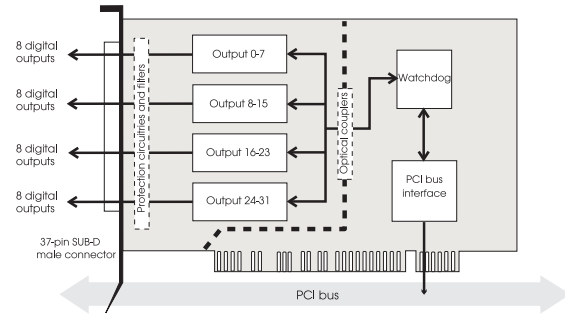 8 digital
outputs
Output 0-7
8 digital
outputs
Output 8-15
8 digital
outputs
Output 16-23
8 digital
outputs
Output 24-31
Protection circuitries and filters
Optical couplers
Watchdog
PCI bus
interface
37-pin SUB-D
male connector
PCI bus